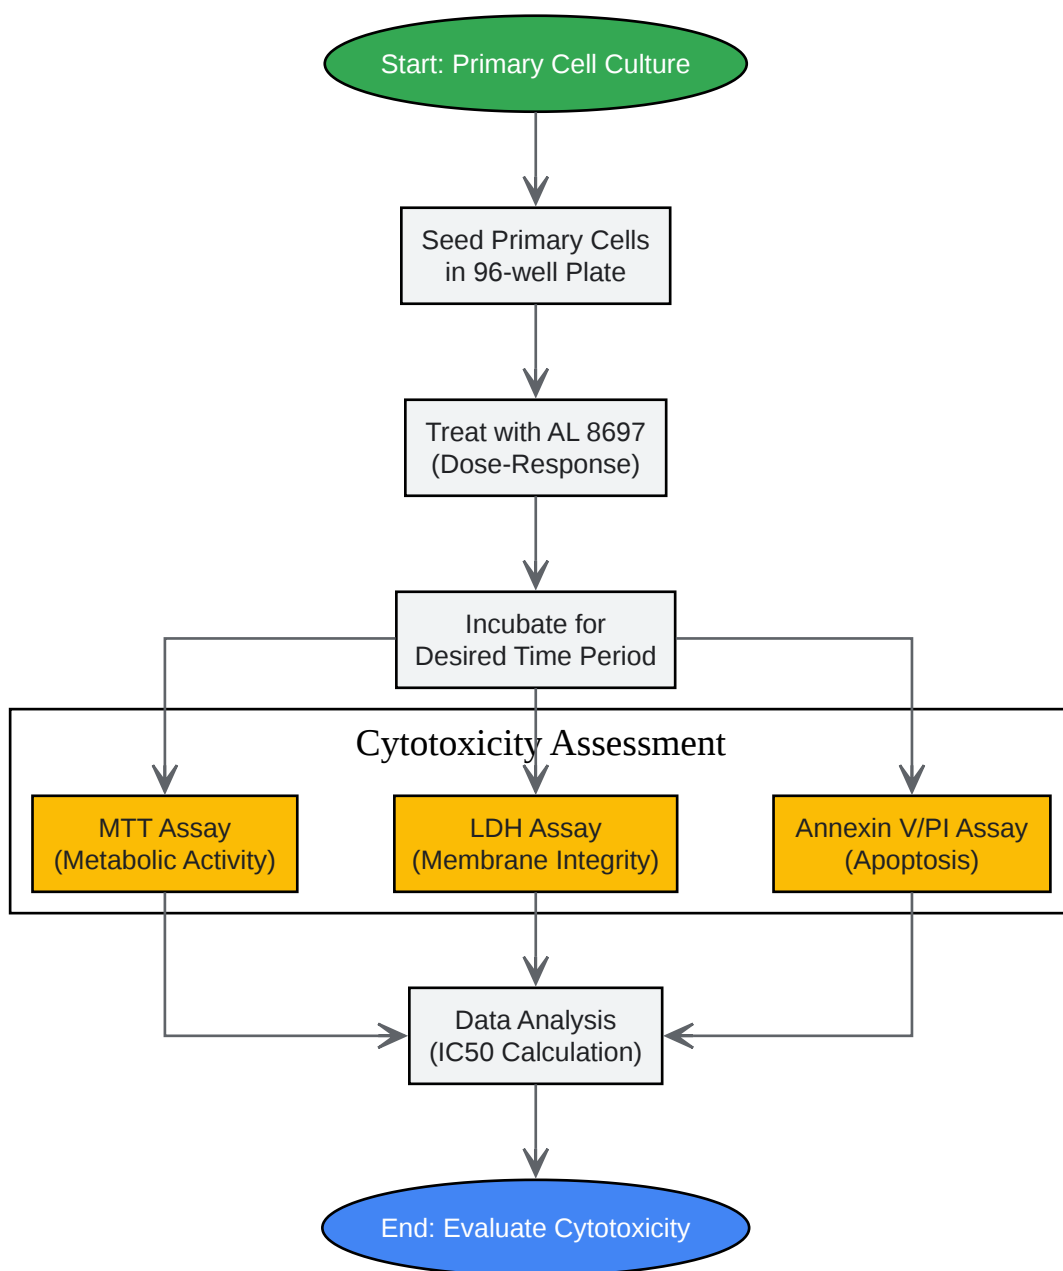 Start: Primary Cell Culture
Seed Primary Cells
in 96-well Plate
Treat with AL 8697
(Dose-Response)
Incubate for
Desired Time Period
Cytotoxicity Assessment
MTT Assay
(Metabolic Activity)
LDH Assay
(Membrane Integrity)
Annexin V/PI Assay
(Apoptosis)
Data Analysis
(IC50 Calculation)
End: Evaluate Cytotoxicity